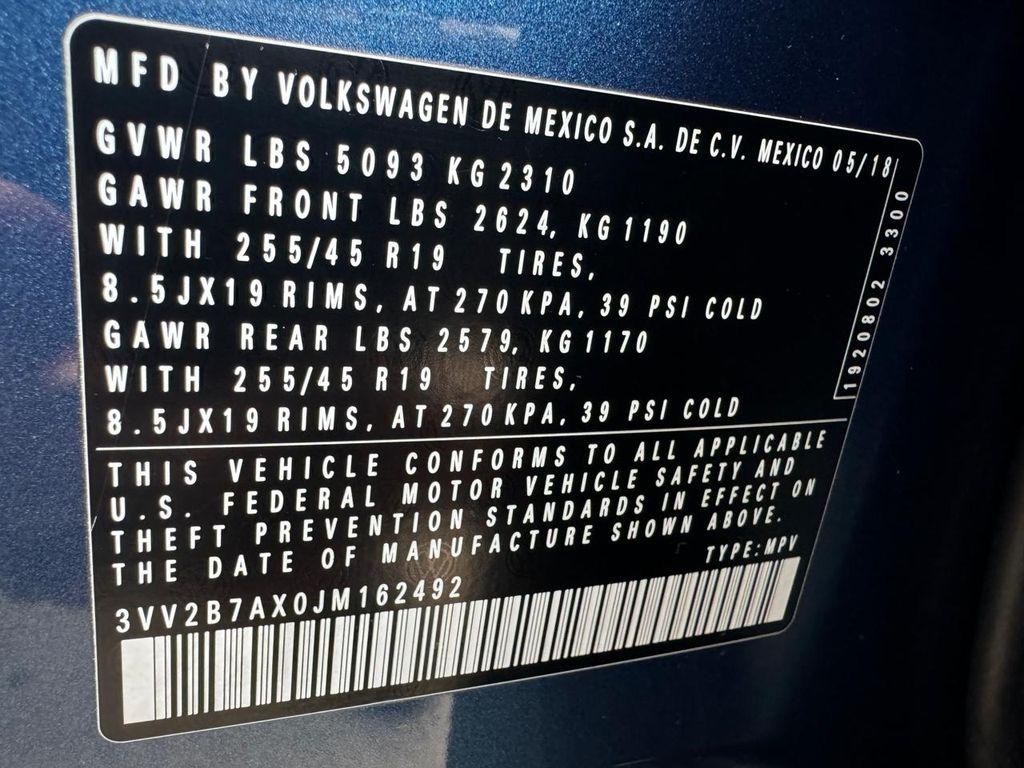 MFD BY VOLKSWAGEN DE MEXICO S.A. DE C.V. MEXICO 05/18
GVWR LBS 5093 KG 2310
GAWR FRONT LBS 2624, KG 1190
WITH 255/45 R19 TIRES,
8.5JX19 RIMS, AT 270 KPA, 39 PSI COLD
GAWR REAR LBS 2579, KG 1170
WITH 255/45 R19 TIRES,
8.5JX19 RIMS, AT 270 KPA, 39 PSI COLD
1920802 3300
THIS VEHICLE CONFORMS TO ALL APPLICABLE
U.S. FEDERAL MOTOR VEHICLE SAFETY AND
THEFT PREVENTION STANDARDS IN EFFECT ON
THE DATE OF MANUFACTURE SHOWN ABOVE.
TYPE:MPV
3VV2B7AX0JM162492